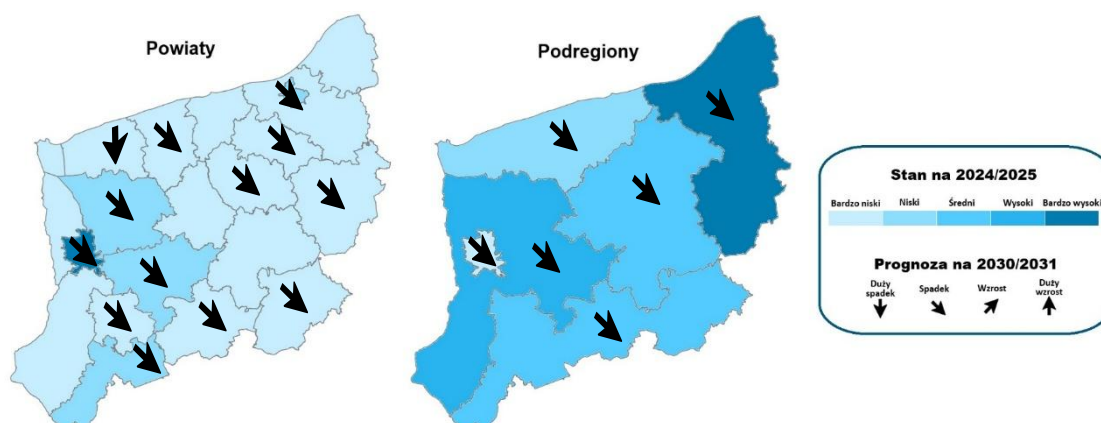 Powiaty
Podregiony
Stan na 2024/2025
Bardzo niski Niski Średni Wysoki Bardzo wysoki
Prognoza na 2030/2031
Duży spadek Spadek Wzrost Duży wzrost